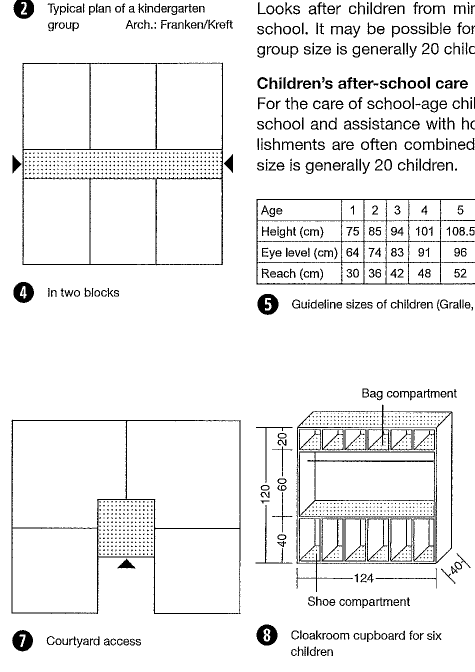 2 Typical plan of a kindergarten
group Arch.: Franken/Kreft
Looks after children from
school. It may be possible for
group size is generally 20
Children's after-school care
For the care of school-age
school and assistance with
lishments are often combined
size is generally 20 children.
4 In two blocks
Age 1 2 3 4 5
Height (cm) 75 85 94 101 108.5
Eye level (cm) 64 74 83 91 96
Reach (cm) 30 36 42 48 52
5 Guideline sizes of children (Gralle,
Bag compartment
20
60
120
40
124
40
Shoe compartment
7 Courtyard access
8 Cloakroom cupboard for six
children